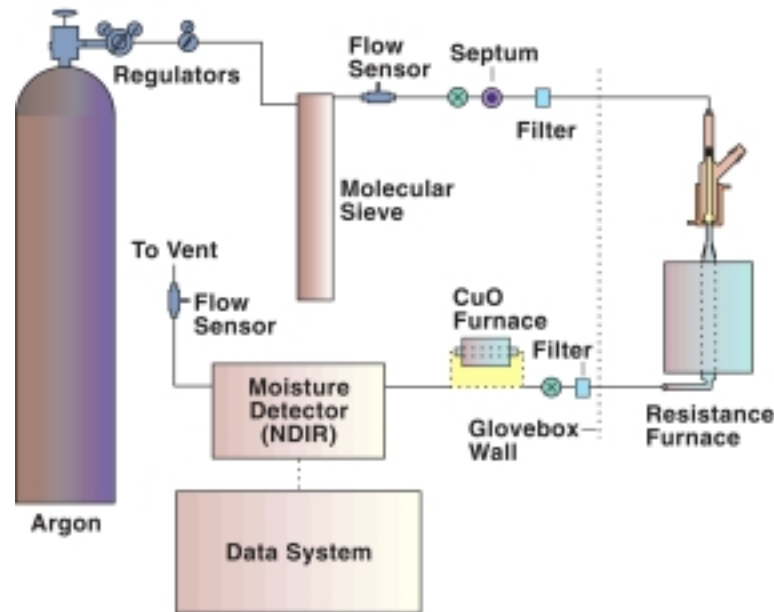 Flow
Sensor
Septum
Regulators
Filter
Molecular
Sieve
To Vent
Flow
Sensor
CuO
Furnace
Filter
Moisture
Detector
(NDIR)
Glovebox
Wall
Resistance
Furnace
Argon
Data System